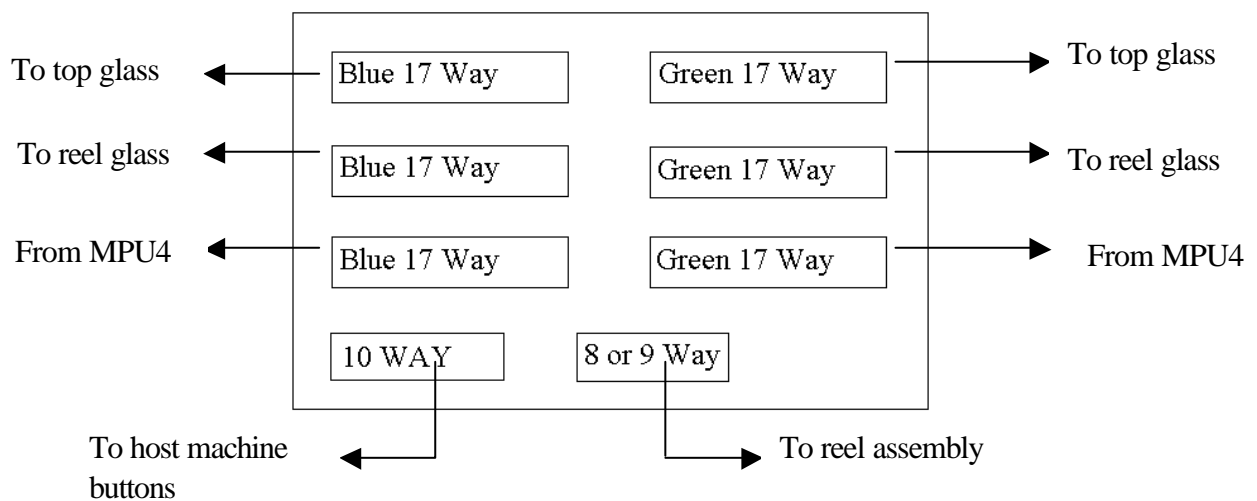 To top glass
Blue 17 Way
Green 17 Way
To top glass
To reel glass
Blue 17 Way
Green 17 Way
To reel glass
From MPU4
Blue 17 Way
Green 17 Way
From MPU4
10 WAY
8 or 9 Way
To host machine
buttons
To reel assembly